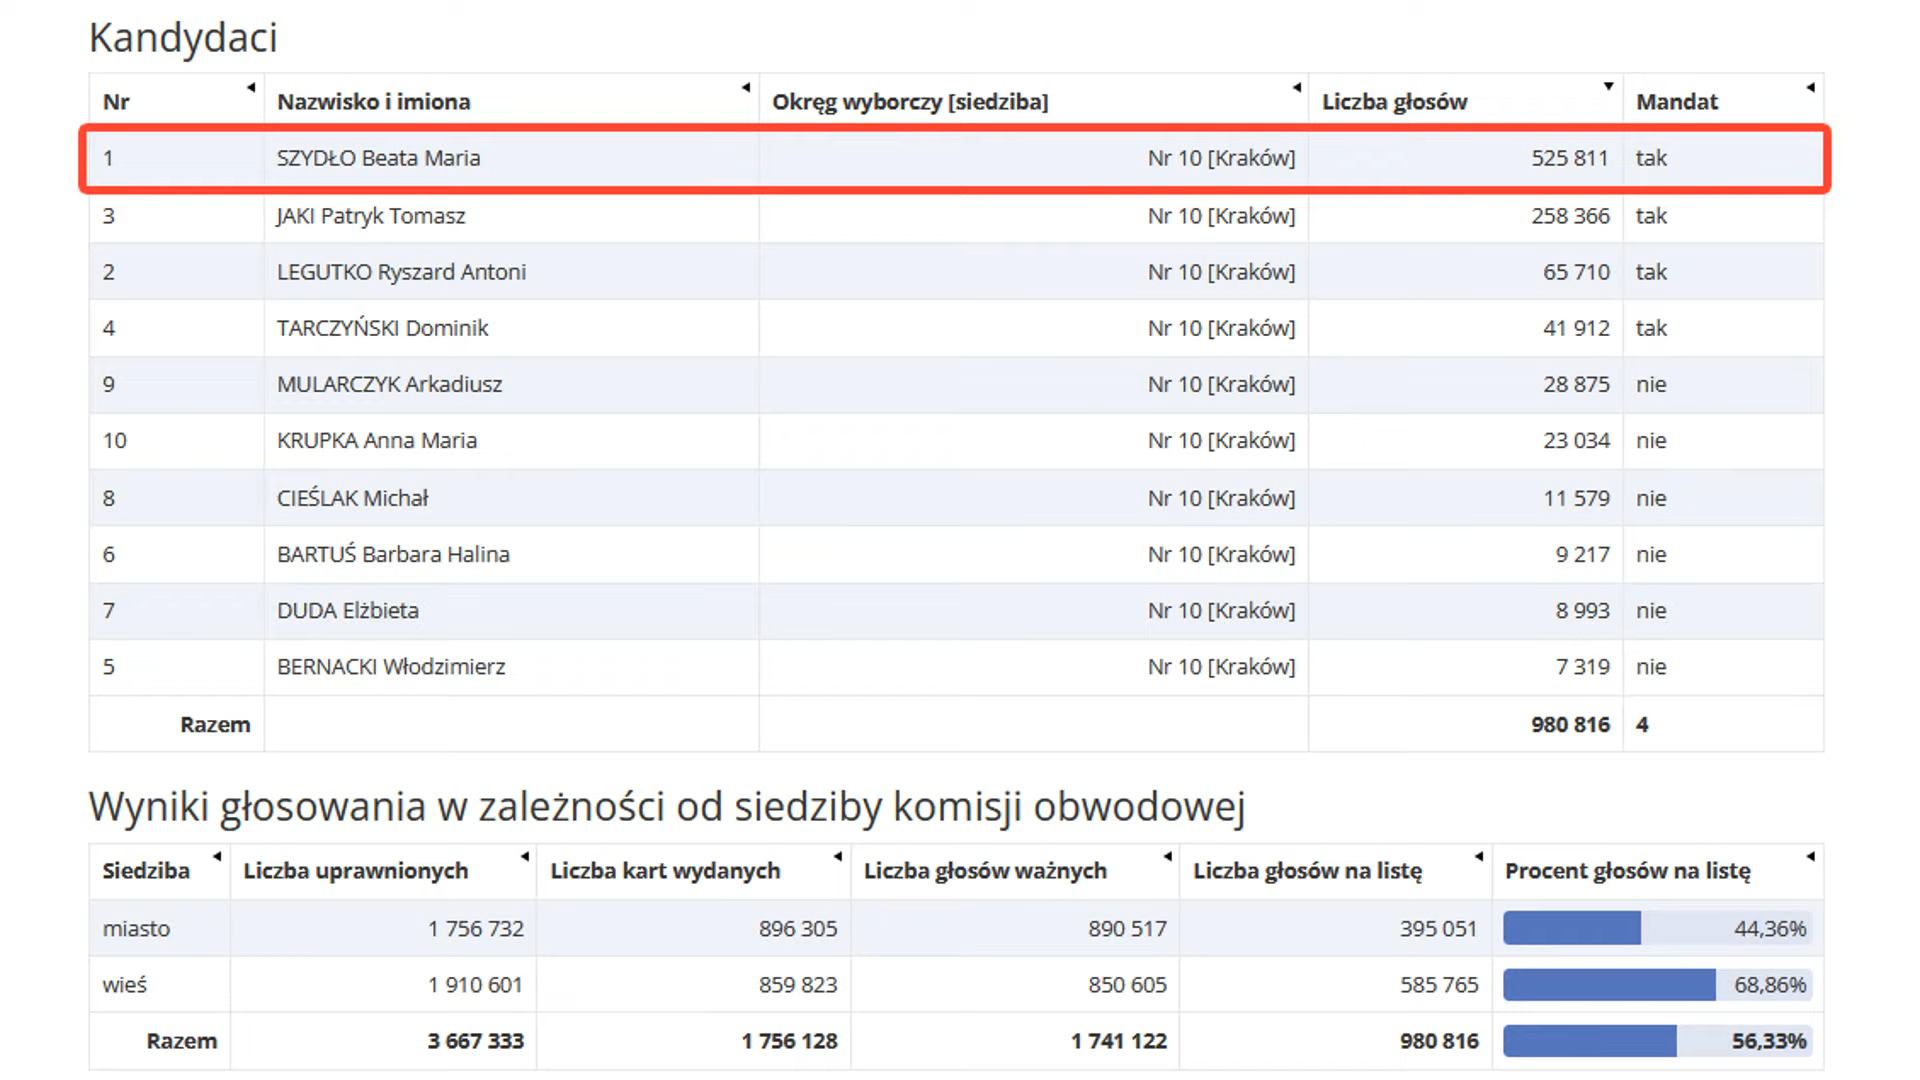 Kandydaci
Nr Nazwisko i imiona Okręg wyborczy [siedziba] Liczba głosów Mandat
1 SZYDŁO Beata Maria Nr 10 [Kraków] 525 811 tak
3 JAKI Patryk Tomasz Nr 10 [Kraków] 258 366 tak
2 LEGUTKO Ryszard Antoni Nr 10 [Kraków] 65 710 tak
4 TARCZYŃSKI Dominik Nr 10 [Kraków] 41 912 tak
9 MULARCZYK Arkadiusz Nr 10 [Kraków] 28 875 nie
10 KRUPKA Anna Maria Nr 10 [Kraków] 23 034 nie
8 CIEŚLAK Michał Nr 10 [Kraków] 11 579 nie
6 BARTUŚ Barbara Halina Nr 10 [Kraków] 9 217 nie
7 DUDA Elżbieta Nr 10 [Kraków] 8 993 nie
5 BERNACKI Włodzimierz Nr 10 [Kraków] 7 319 nie
Razem 980 816 4
Wyniki głosowania w zależności od siedziby komisji obwodowej
Siedziba Liczba uprawnionych Liczba kart wydanych Liczba głosów ważnych Liczba głosów na listę Procent głosów na listę
miasto 1 756 732 896 305 890 517 395 051 44,36%
wieś 1 910 601 859 823 850 605 585 765 68,86%
Razem 3 667 333 1 756 128 1 741 122 980 816 56,33%